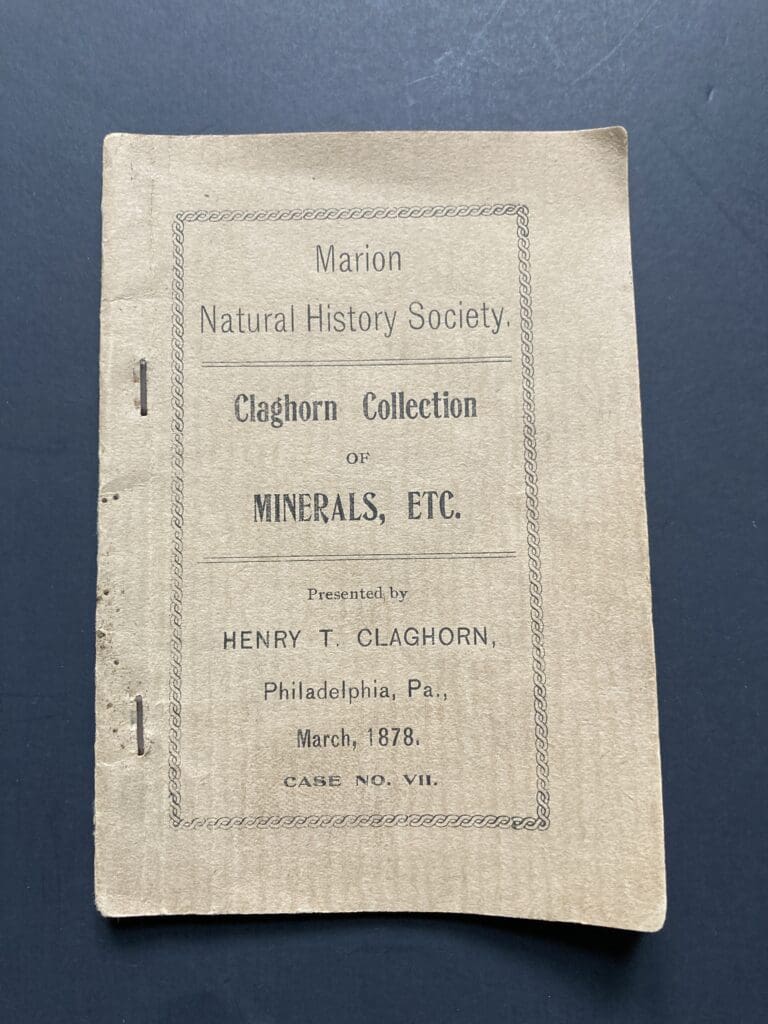 Marion
Natural History Society.
Claghorn Collection
OF
MINERALS, ETC.
Presented by
HENRY T. CLAGHORN,
Philadelphia, Pa.,
March, 1878.
CASE NO. VII.